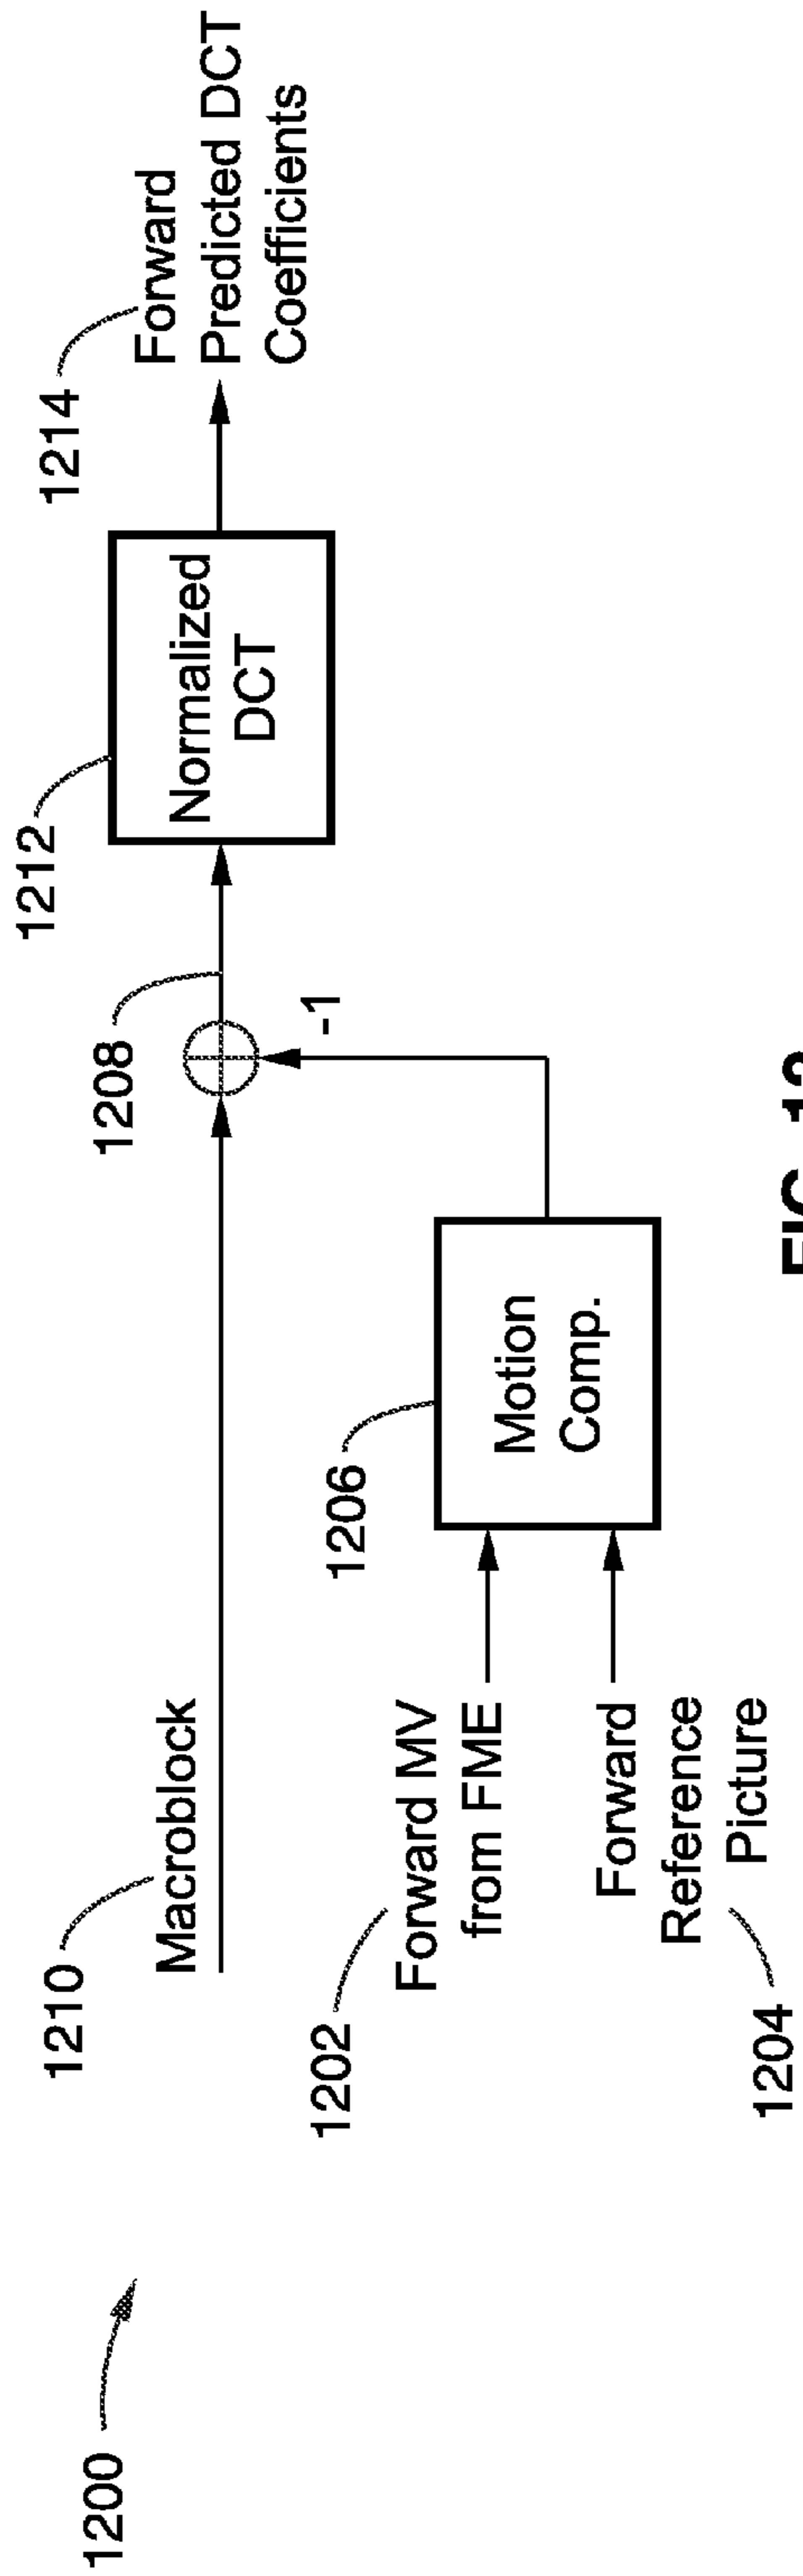 1200
1210
Macroblock
1202
Forward MV
from FME
1204
Forward
Reference
Picture
1206
Motion
Comp.
-1
1208
1212
Normalized
DCT
1214
Forward
Predicted DCT
Coefficients